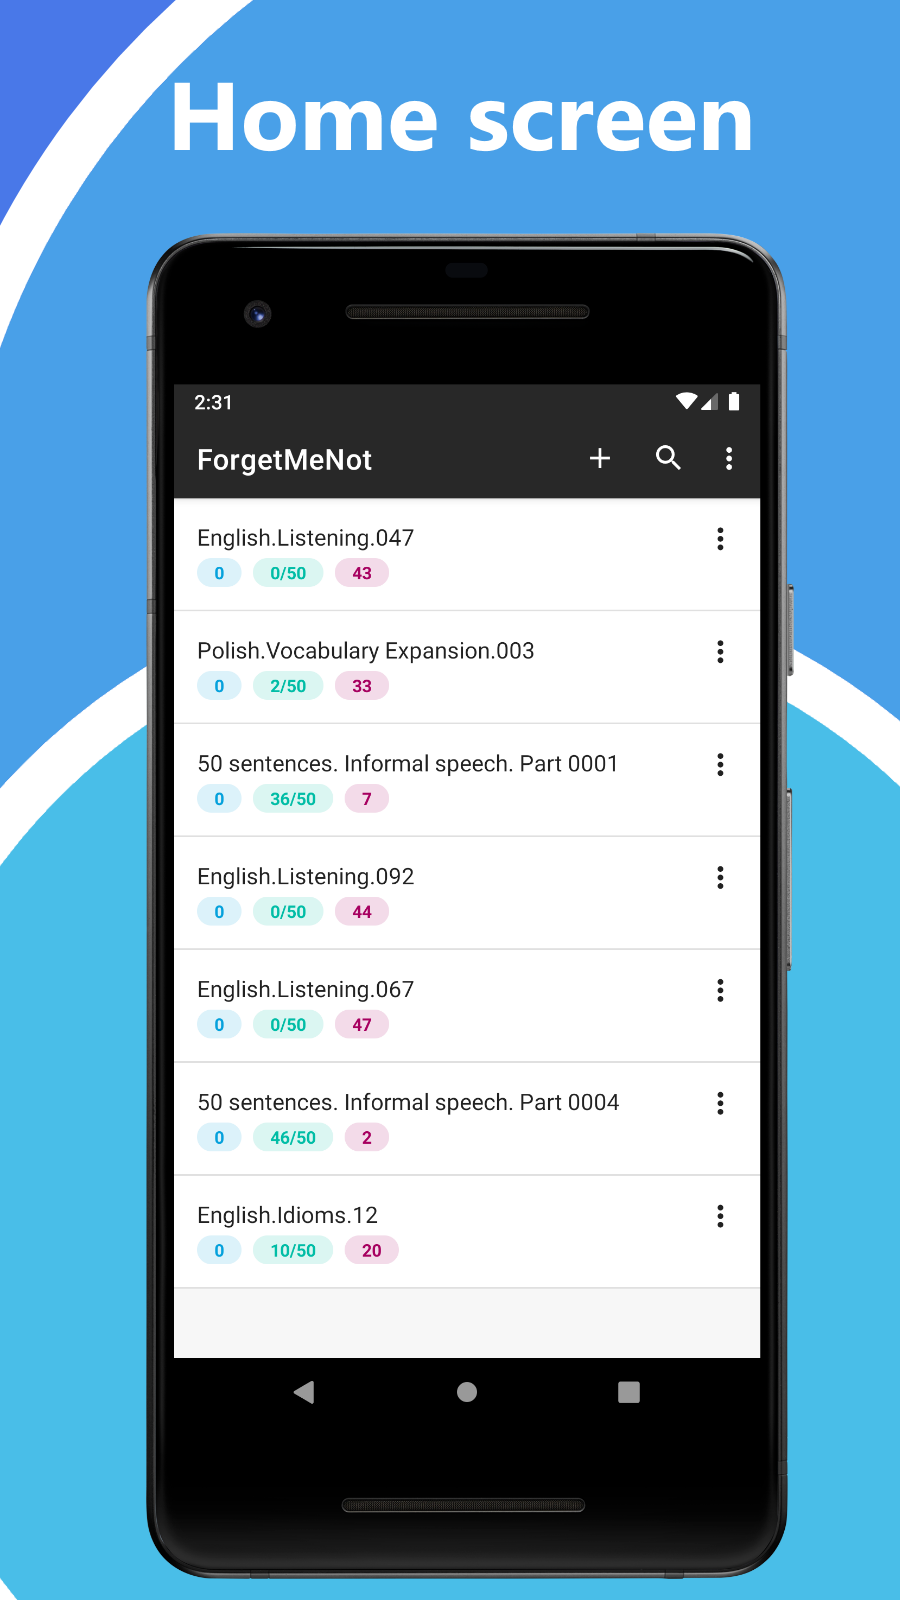 Home screen
2:31
ForgetMeNot
English.Listening.047
0 0/50 43
Polish.Vocabulary Expansion.003
0 2/50 33
50 sentences. Informal speech. Part 0001
0 36/50 7
English.Listening.092
0 0/50 44
English.Listening.067
0 0/50 47
50 sentences. Informal speech. Part 0004
0 46/50 2
English.Idioms.12
0 10/50 20